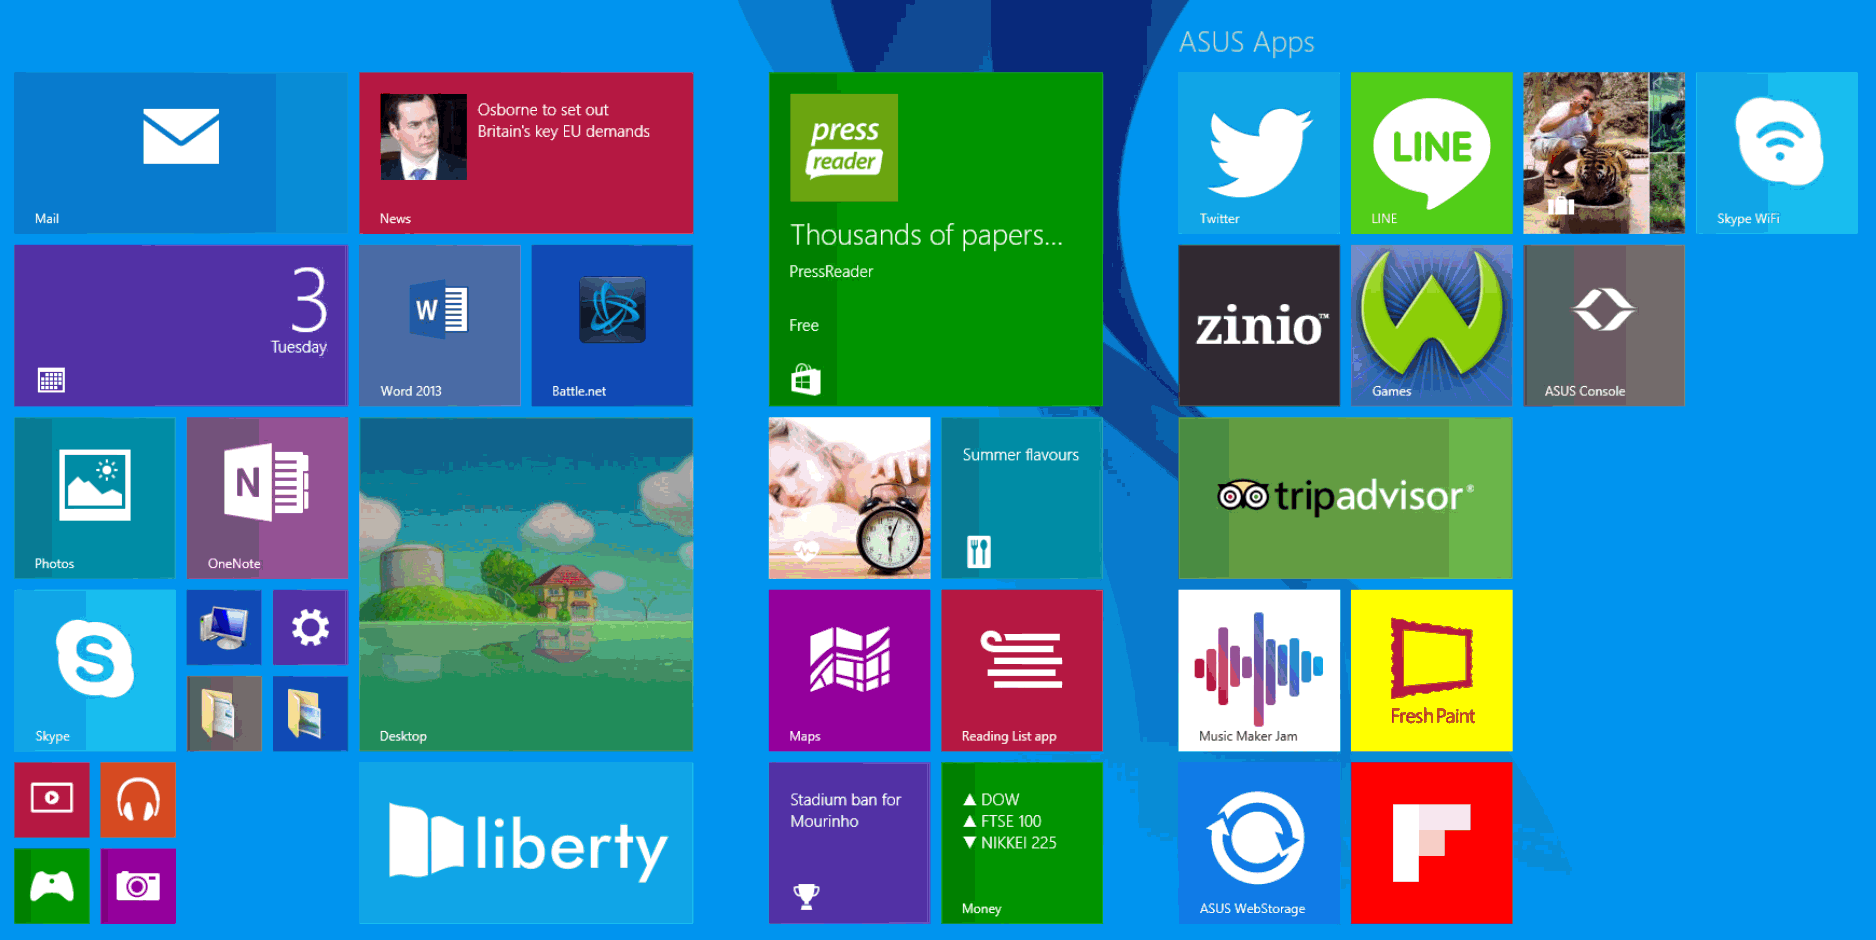 ASUS Apps
Mail
Osborne to set out
Britain's key EU demands
News
press
reader
Thousands of papers...
PressReader
Free
Twitter
LINE
LINE
Skype WiFi
3
Tuesday
W
Word 2013
Battle.net
zinio™
Games
ASUS Console
Photos
N
OneNote
Desktop
Summer flavours
tripadvisor®
S
Skype
Maps
Reading List app
Music Maker Jam
Fresh Paint
liberty
Stadium ban for
Mourinho
▲ DOW
▲ FTSE 100
▼ NIKKEI 225
Money
ASUS WebStorage